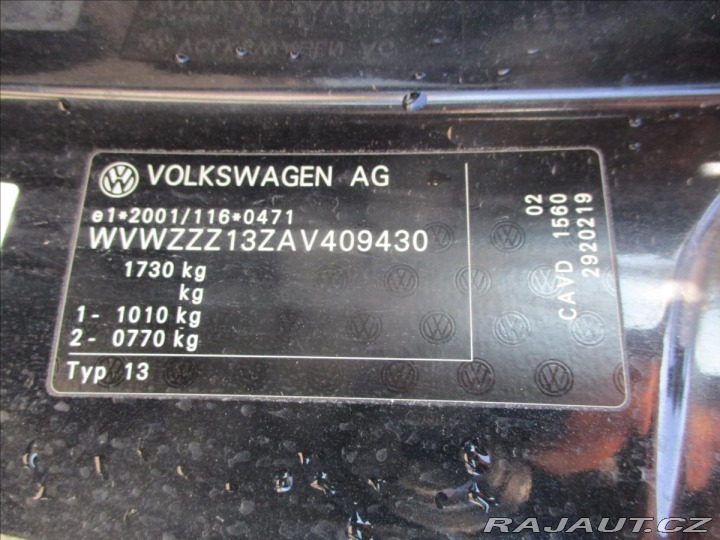 VOLKSWAGEN AG
e1*2001/116*0471
WVWZZZ13ZAV409430
1730 kg
kg
1- 1010 kg
2- 0770 kg
Typ 13
02
CAVD 1560
2920219
RAJAUT.CZ